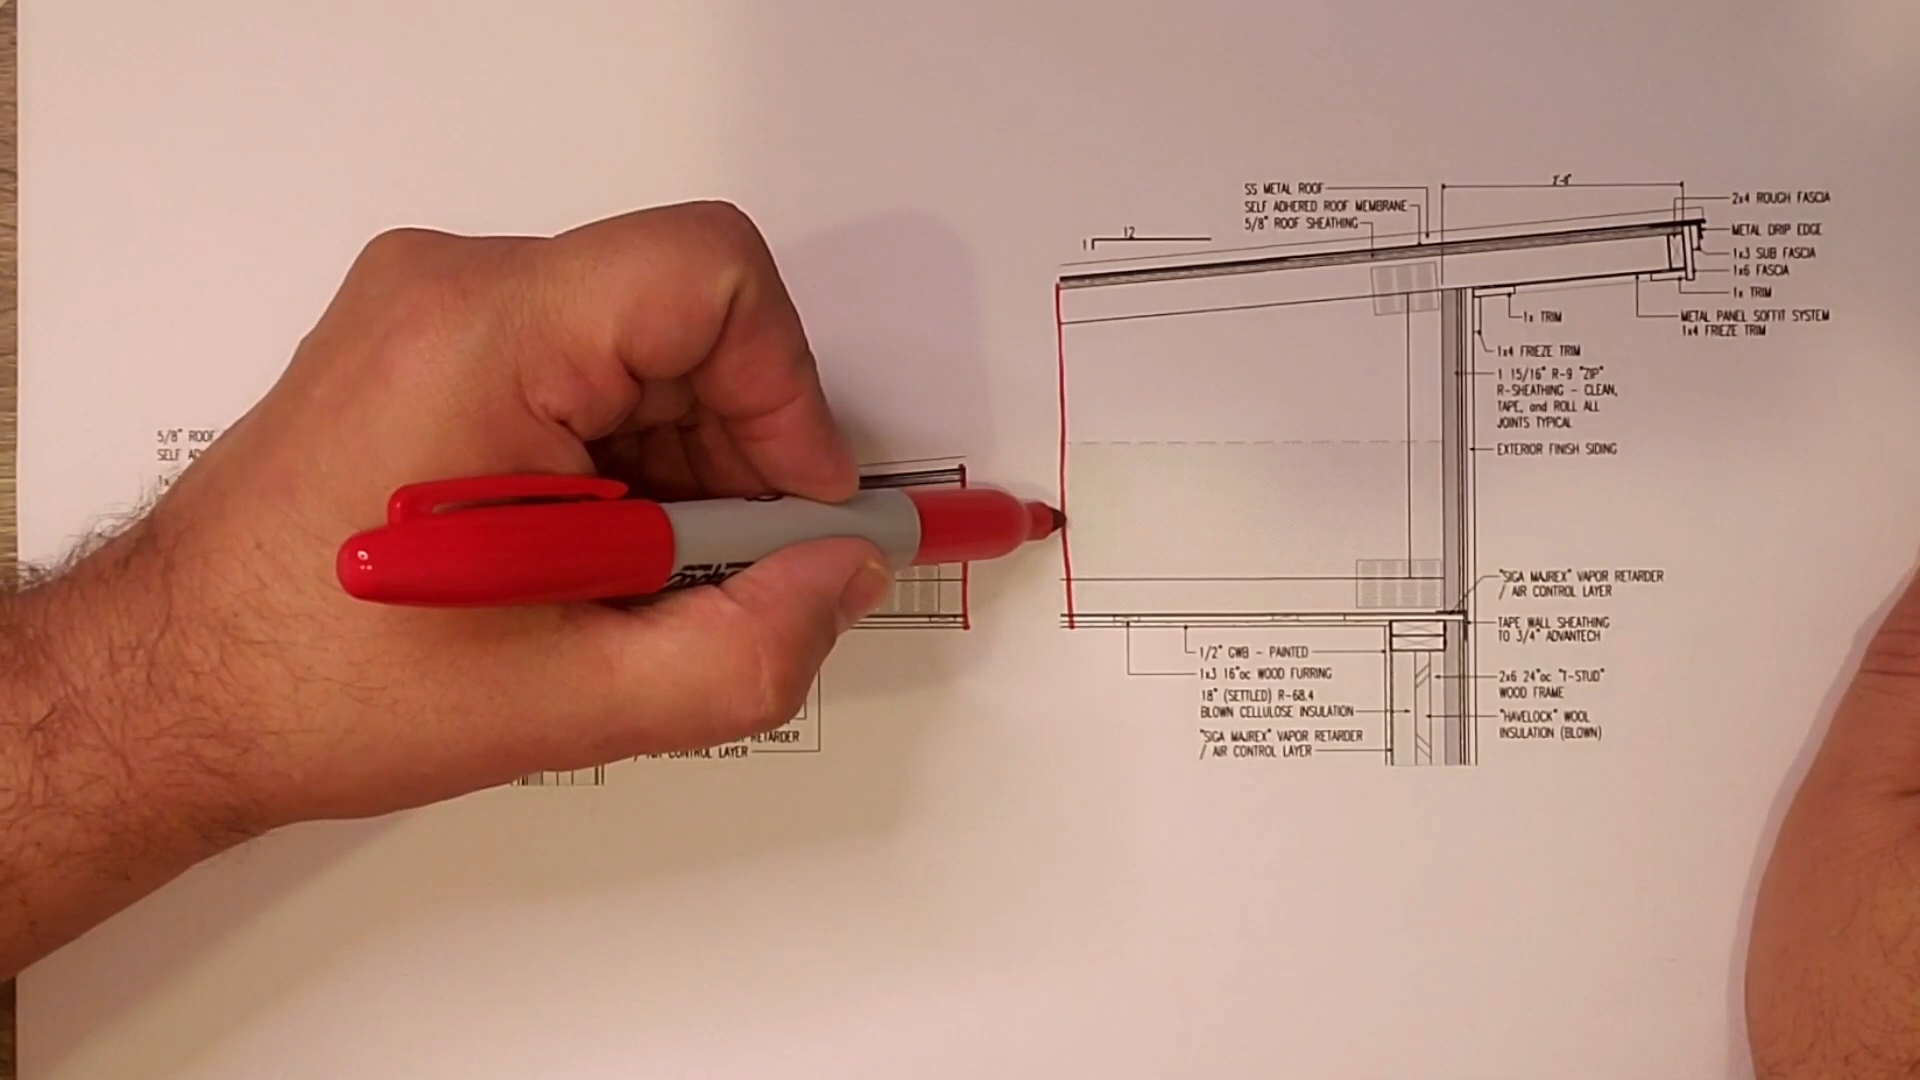 SS METAL ROOF
SELF ADHERED ROOF MEMBRANE
5/8" ROOF SHEATHING
12
1
2x4 ROUGH FASCIA
METAL DRIP EDGE
1x3 SUB FASCIA
1x6 FASCIA
1x TRIM
METAL PANEL SOFFIT SYSTEM
1x4 FRIEZE TRIM
1x TRIM
1x4 FRIEZE TRIM
1 15/16" R-9 "ZIP"
R-SHEATHING - CLEAN,
TAPE, and ROLL ALL
JOINTS TYPICAL
EXTERIOR FINISH SIDING
"SIGA MAJREX" VAPOR RETARDER
/ AIR CONTROL LAYER
TAPE WALL SHEATHING
TO 3/4" ADVANTECH
2x6 24"oc "T-STUD"
WOOD FRAME
"HAVELOCK" WOOL
INSULATION (BLOWN)
1/2" GWB - PAINTED
1x3 16"oc WOOD FURRING
18" (SETTLED) R-68.4
BLOWN CELLULOSE INSULATION
"SIGA MAJREX" VAPOR RETARDER
/ AIR CONTROL LAYER
5/8" ROOF
SELF
RETARDER
/ AIR CONTROL LAYER